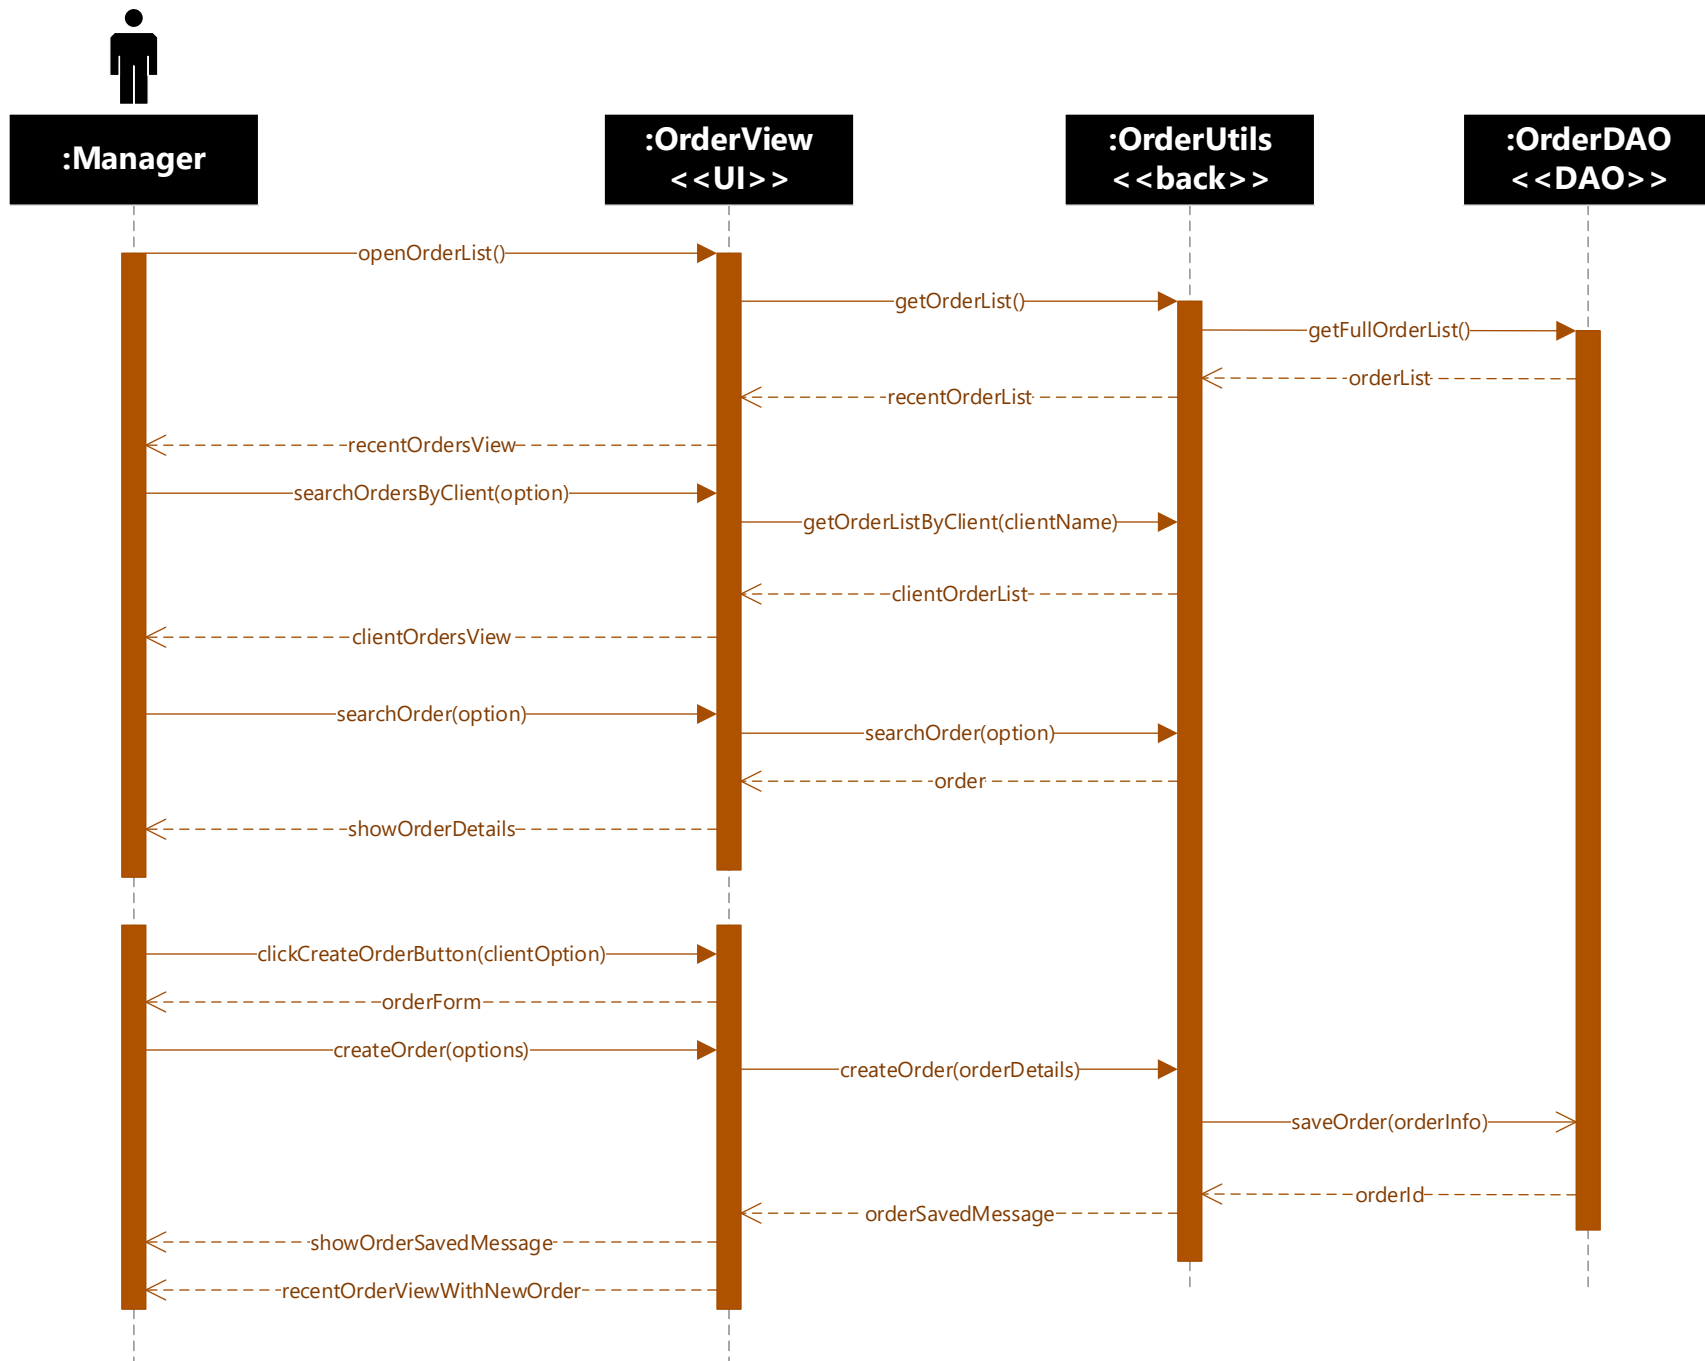 :Manager
:OrderView
<<UI>>
:OrderUtils
<<back>>
:OrderDAO
<<DAO>>
openOrderList()
getOrderList()
getFullOrderList()
orderList
recentOrderList
recentOrdersView
searchOrdersByClient(option)
getOrderListByClient(clientName)
clientOrderList
clientOrdersView
searchOrder(option)
searchOrder(option)
order
showOrderDetails
clickCreateOrderButton(clientOption)
orderForm
createOrder(options)
createOrder(orderDetails)
saveOrder(orderInfo)
orderId
orderSavedMessage
showOrderSavedMessage
recentOrderViewWithNewOrder